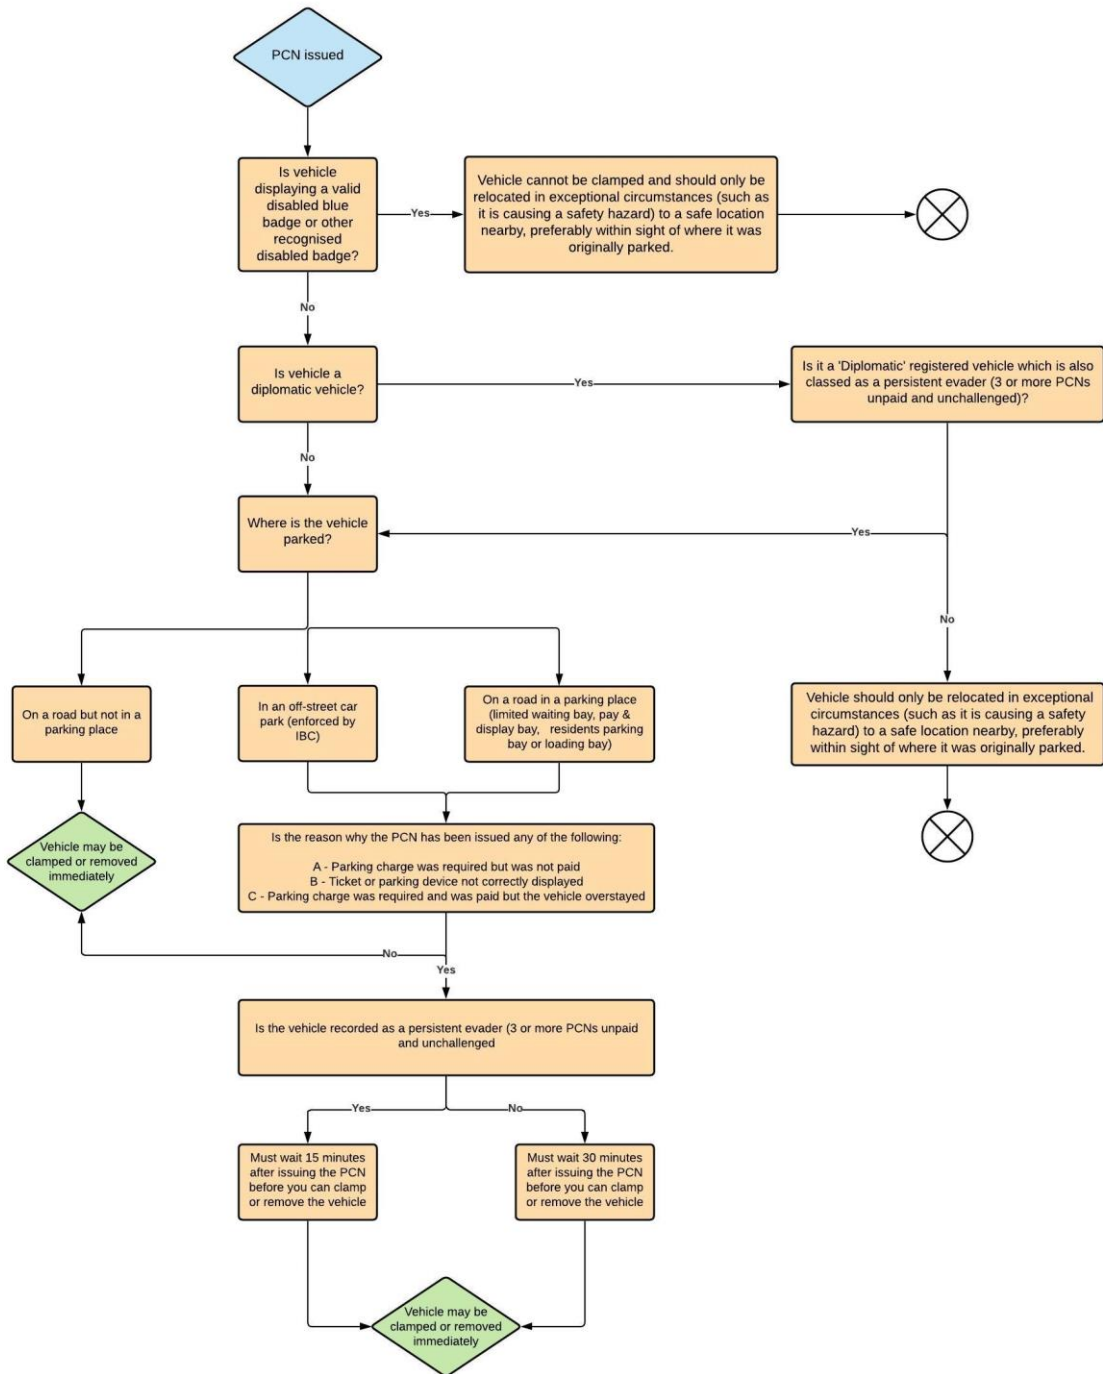 PCN issued
Is vehicle
displaying a valid
disabled blue
badge or other
recognised
disabled badge?
Yes
Vehicle cannot be clamped and should only be
relocated in exceptional circumstances (such as
it is causing a safety hazard) to a safe location
nearby, preferably within sight of where it was
originally parked.
No
Is vehicle a
diplomatic vehicle?
Yes
Is it a 'Diplomatic' registered vehicle which is also
classed as a persistent evader (3 or more PCNs
unpaid and unchallenged)?
No
Where is the vehicle
parked?
Yes
No
On a road but not in a
parking place
In an off-street car
park (enforced by
IBC)
On a road in a parking place
(limited waiting bay, pay &
display bay, residents parking
bay or loading bay)
Vehicle should only be relocated in exceptional
circumstances (such as it is causing a safety
hazard) to a safe location nearby, preferably
within sight of where it was originally parked.
Vehicle may be
clamped or removed
immediately
Is the reason why the PCN has been issued any of the following:
A - Parking charge was required but was not paid
B - Ticket or parking device not correctly displayed
C - Parking charge was required and was paid but the vehicle overstayed
No
Yes
Is the vehicle recorded as a persistent evader (3 or more PCNs unpaid
and unchallenged
Yes
No
Must wait 15 minutes
after issuing the PCN
before you can clamp
or remove the vehicle
Must wait 30 minutes
after issuing the PCN
before you can clamp
or remove the vehicle
Vehicle may be
clamped or removed
immediately